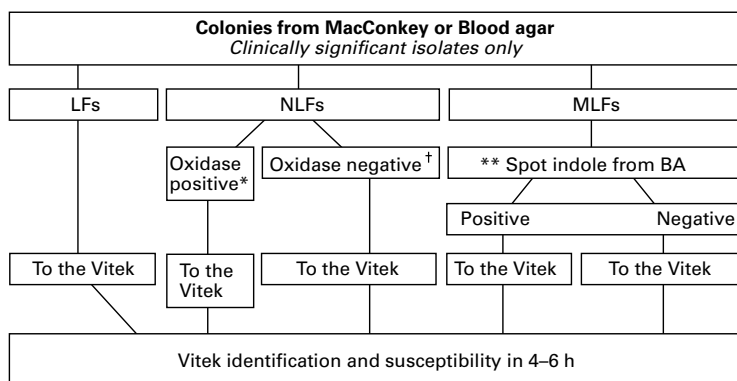 Colonies from MacConkey or Blood agar
Clinically significant isolates only
LFs
NLFs
MLFs
Oxidase
positive*
Oxidase negative†
** Spot indole from BA
Positive
Negative
To the Vitek
To the
Vitek
To the Vitek
To the Vitek
To the Vitek
Vitek identification and susceptibility in 4–6 h